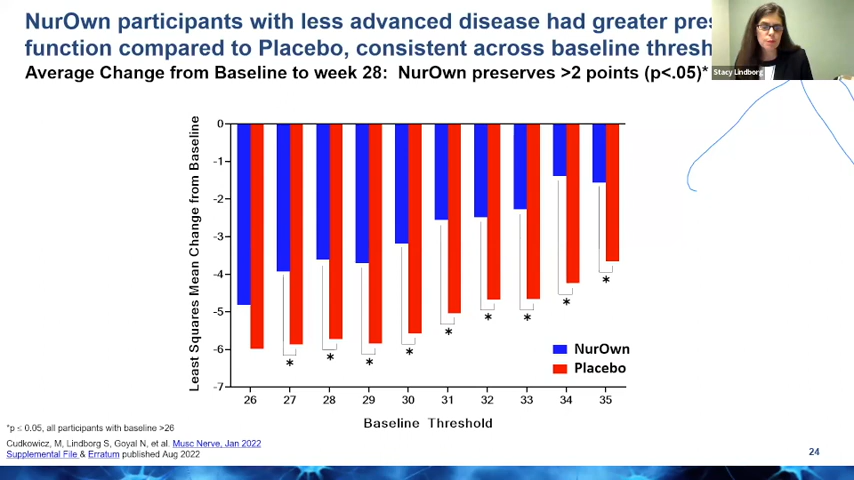 NurOwn participants with less advanced disease had greater pres
function compared to Placebo, consistent across baseline thresh
Average Change from Baseline to week 28: NurOwn preserves >2 points (p<.05)*
Stacy Lindborg
Least Squares Mean Change from Baseline
0
-1
-2
-3
-4
-5
-6
-7
* * * * * * * * *
NurOwn
Placebo
26 27 28 29 30 31 32 33 34 35
Baseline Threshold
*p ≤ 0.05, all participants with baseline >26
Cudkowicz, M, Lindborg S, Goyal N, et al. Musc Nerve, Jan 2022
Supplemental File & Erratum published Aug 2022
24